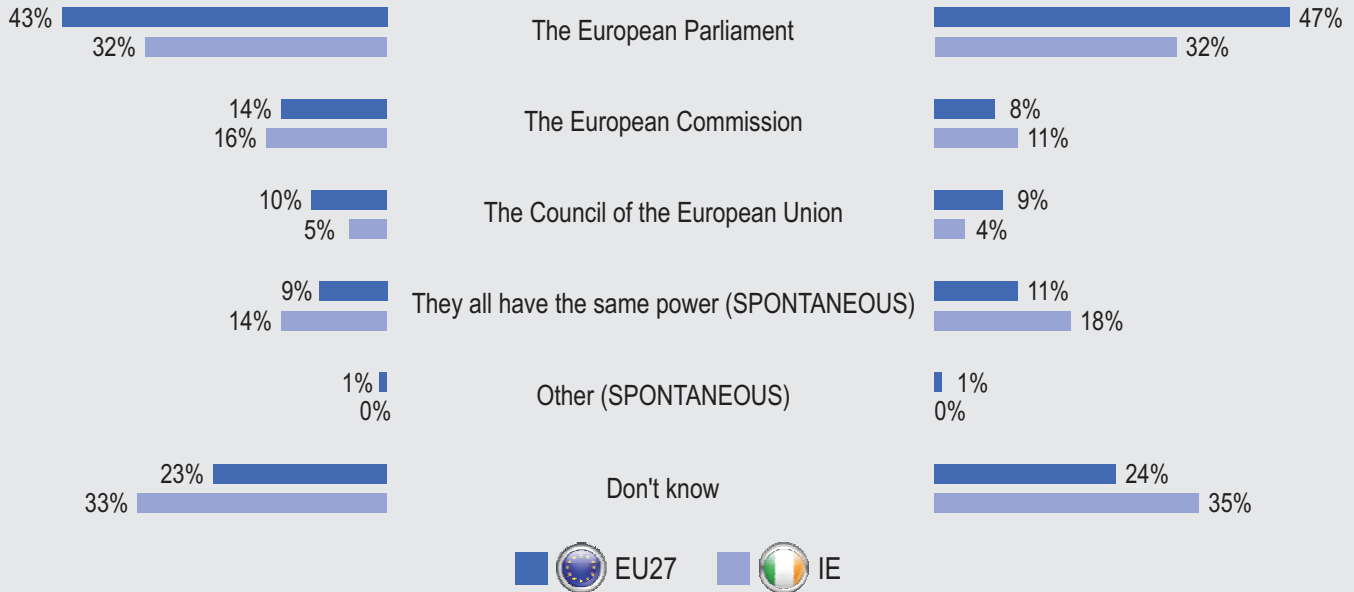 43% The European Parliament 47%
32% 32%
14% The European Commission 8%
16% 11%
10% The Council of the European Union 9%
5% 4%
9% They all have the same power (SPONTANEOUS) 11%
14% 18%
1% Other (SPONTANEOUS) 1%
0% 0%
23% Don't know 24%
33% 35%
EU27 IE